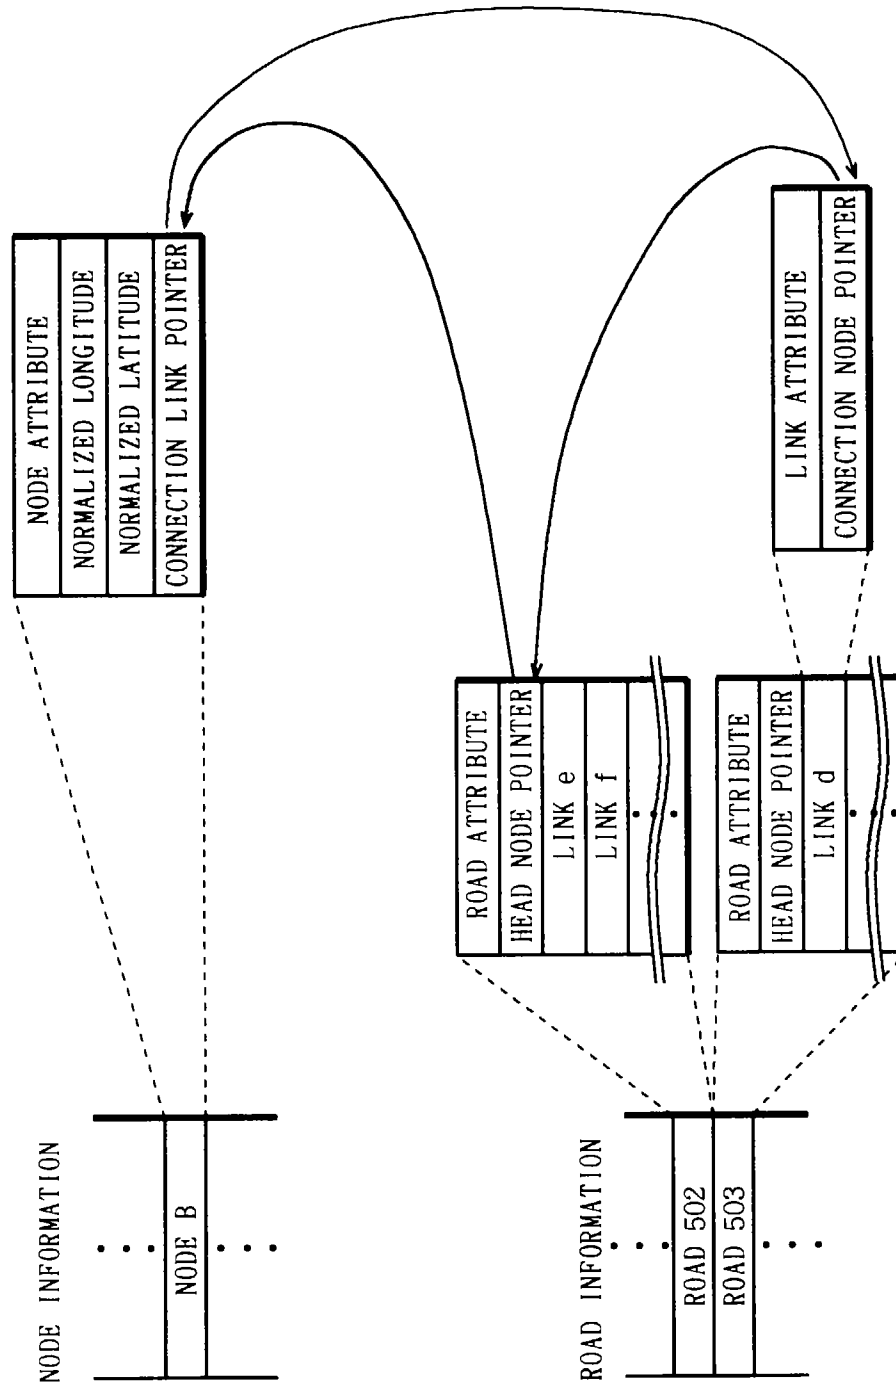 NODE INFORMATION
NODE B
NODE ATTRIBUTE
NORMALIZED LONGITUDE
NORMALIZED LATITUDE
CONNECTION LINK POINTER
ROAD INFORMATION
ROAD 502
ROAD 503
ROAD ATTRIBUTE
HEAD NODE POINTER
LINK e
LINK f
ROAD ATTRIBUTE
HEAD NODE POINTER
LINK d
LINK ATTRIBUTE
CONNECTION NODE POINTER